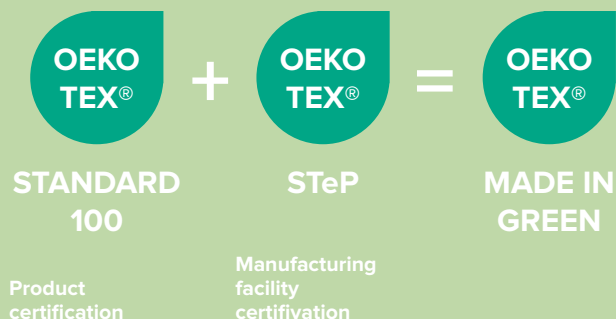 OEKO
TEX®
+
OEKO
TEX®
=
OEKO
TEX®
STANDARD
100
STeP
MADE IN
GREEN
Product
certification
Manufacturing
facility
certifivation